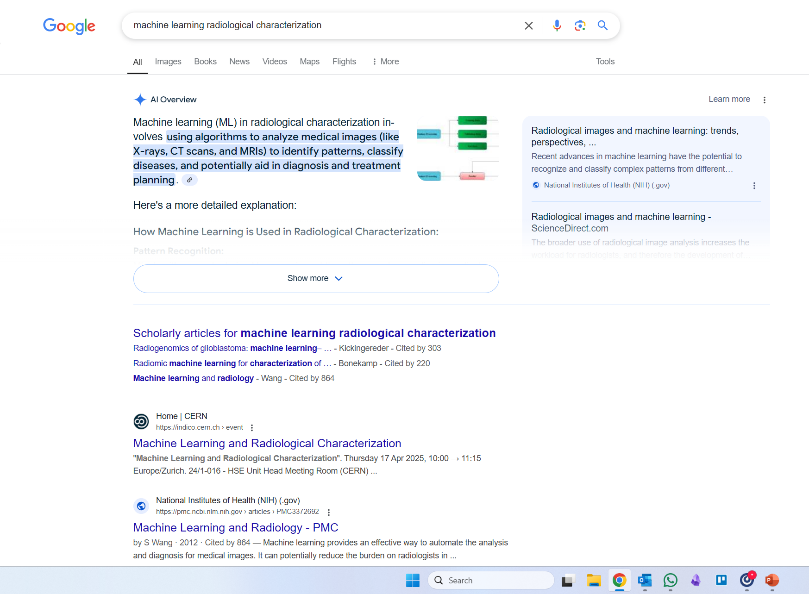 Google
machine learning radiological characterization
All Images Books News Videos Maps Flights More Tools
AI Overview
Learn more
Machine learning (ML) in radiological characterization in-
volves using algorithms to analyze medical images (like
X-rays, CT scans, and MRIs) to identify patterns, classify
diseases, and potentially aid in diagnosis and treatment
planning.
Here's a more detailed explanation:
How Machine Learning is Used in Radiological Characterization:
Pattern Recognition:
Show more
Radiological images and machine learning: trends,
perspectives, ...
Recent advances in machine learning have the potential to
recognize and classify complex patterns from different…
National Institutes of Health (NIH) (.gov)
Radiological images and machine learning -
ScienceDirect.com
The broader use of radiological image analysis increases the
Scholarly articles for machine learning radiological characterization
Radiogenomics of glioblastoma: machine learning– … - Kickingereder - Cited by 303
Radiomic machine learning for characterization of … - Bonekamp - Cited by 220
Machine learning and radiology - Wang - Cited by 864
Home | CERN
https://indico.cern.ch › event
Machine Learning and Radiological Characterization
"Machine Learning and Radiological Characterization". Thursday 17 Apr 2025, 10:00 → 11:15
Europe/Zurich. 24/1-016 - HSE Unit Head Meeting Room (CERN) ...
National Institutes of Health (NIH) (.gov)
https://pmc.ncbi.nlm.nih.gov › articles › PMC3372692
Machine Learning and Radiology - PMC
by S Wang · 2012 · Cited by 864 — Machine learning provides an effective way to automate the analysis
and diagnosis for medical images. It can potentially reduce the burden on radiologists in ...
Search